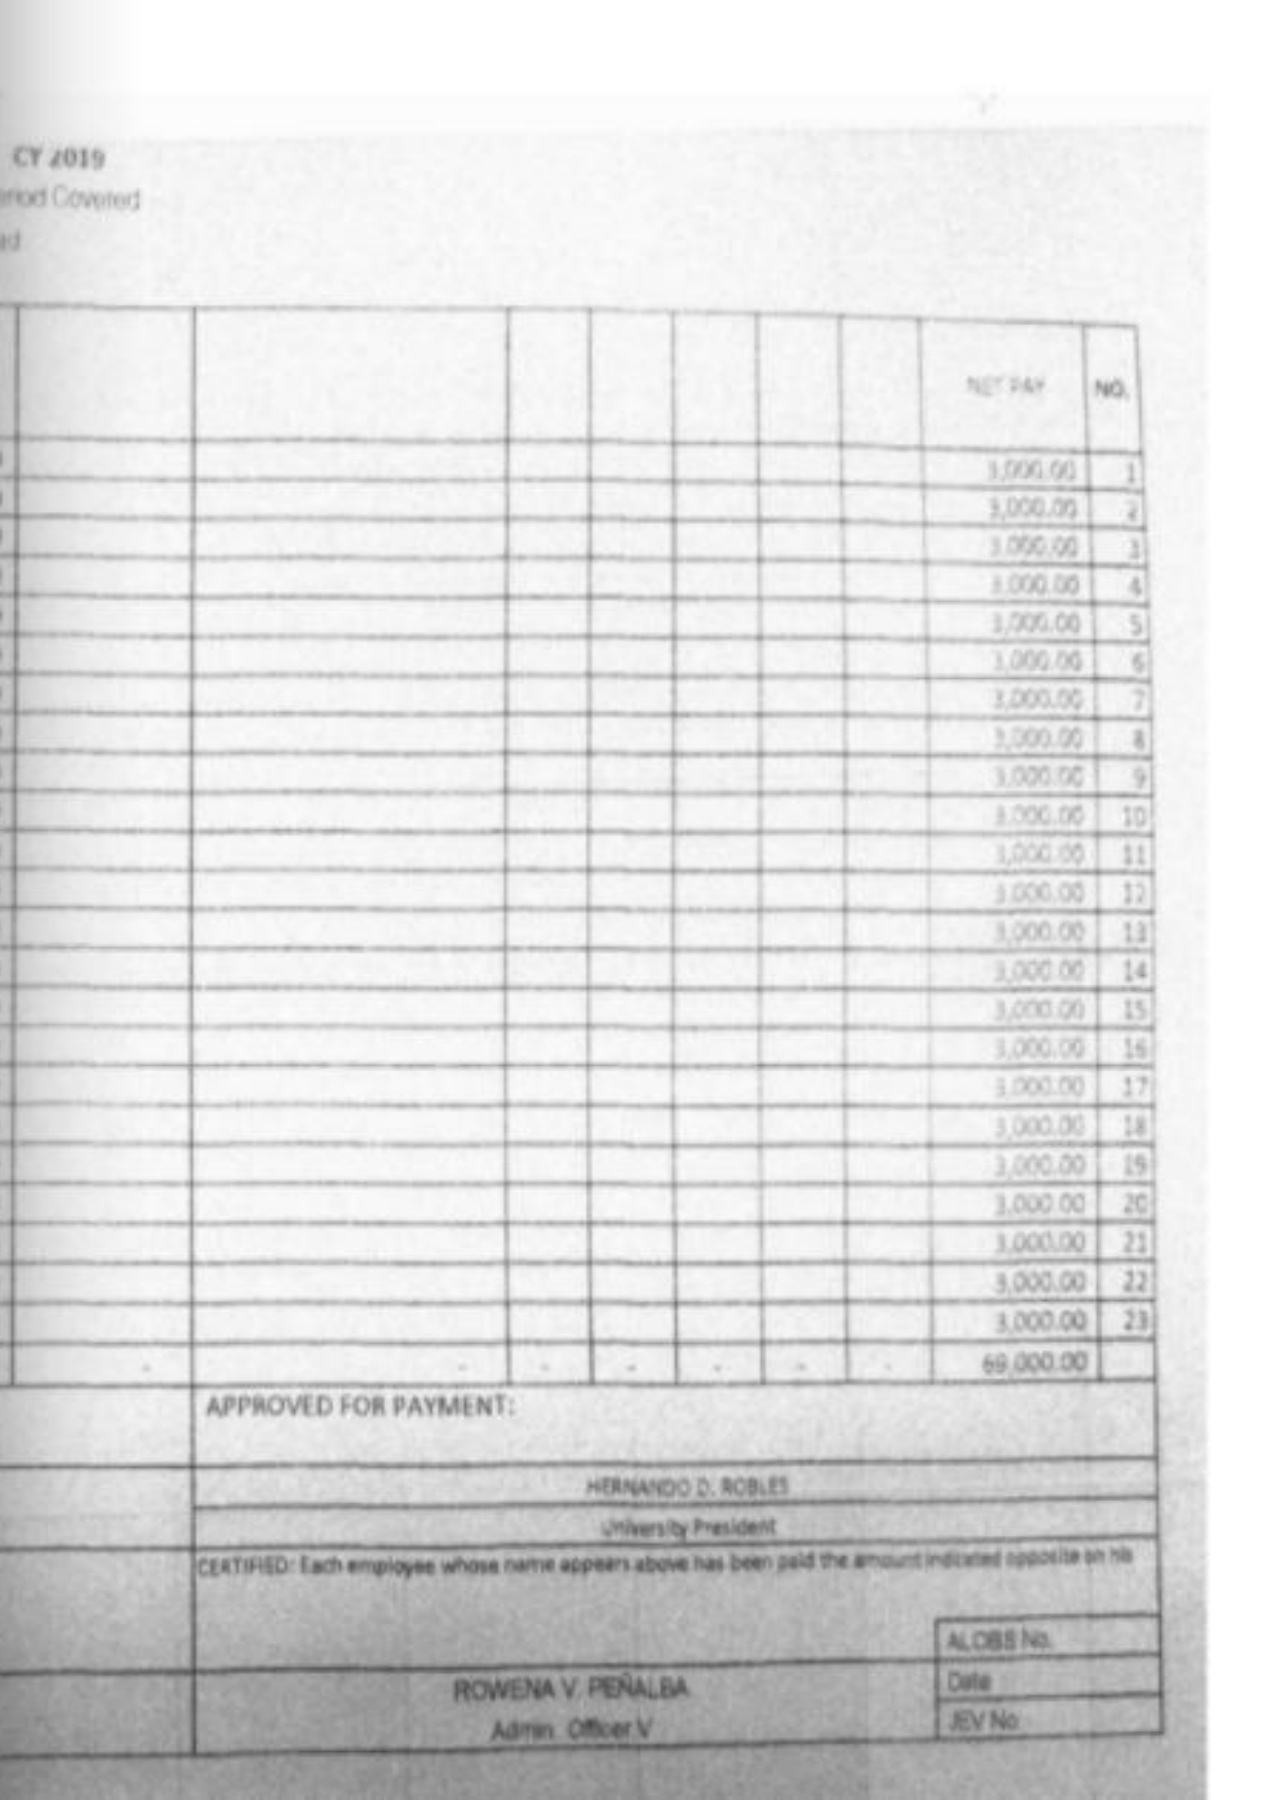 CY 2019
eriod Covered
ed
NET PAY NO.
3,000.00 1
3,000.00 2
3,000.00 3
3,000.00 4
3,000.00 5
3,000.00 6
3,000.00 7
3,000.00 8
3,000.00 9
3,000.00 10
3,000.00 11
3,000.00 12
3,000.00 13
3,000.00 14
3,000.00 15
3,000.00 16
3,000.00 17
3,000.00 18
3,000.00 19
3,000.00 20
3,000.00 21
3,000.00 22
3,000.00 23
- - - - - - - 69,000.00
APPROVED FOR PAYMENT:
HERNANDO D. ROBLES
University President
CERTIFIED: Each employee whose name appears above has been paid the amount indicated opposite on his
ALOBS No.
ROWENA V. PEÑALBA
Date
Admin. Officer V
JEV No